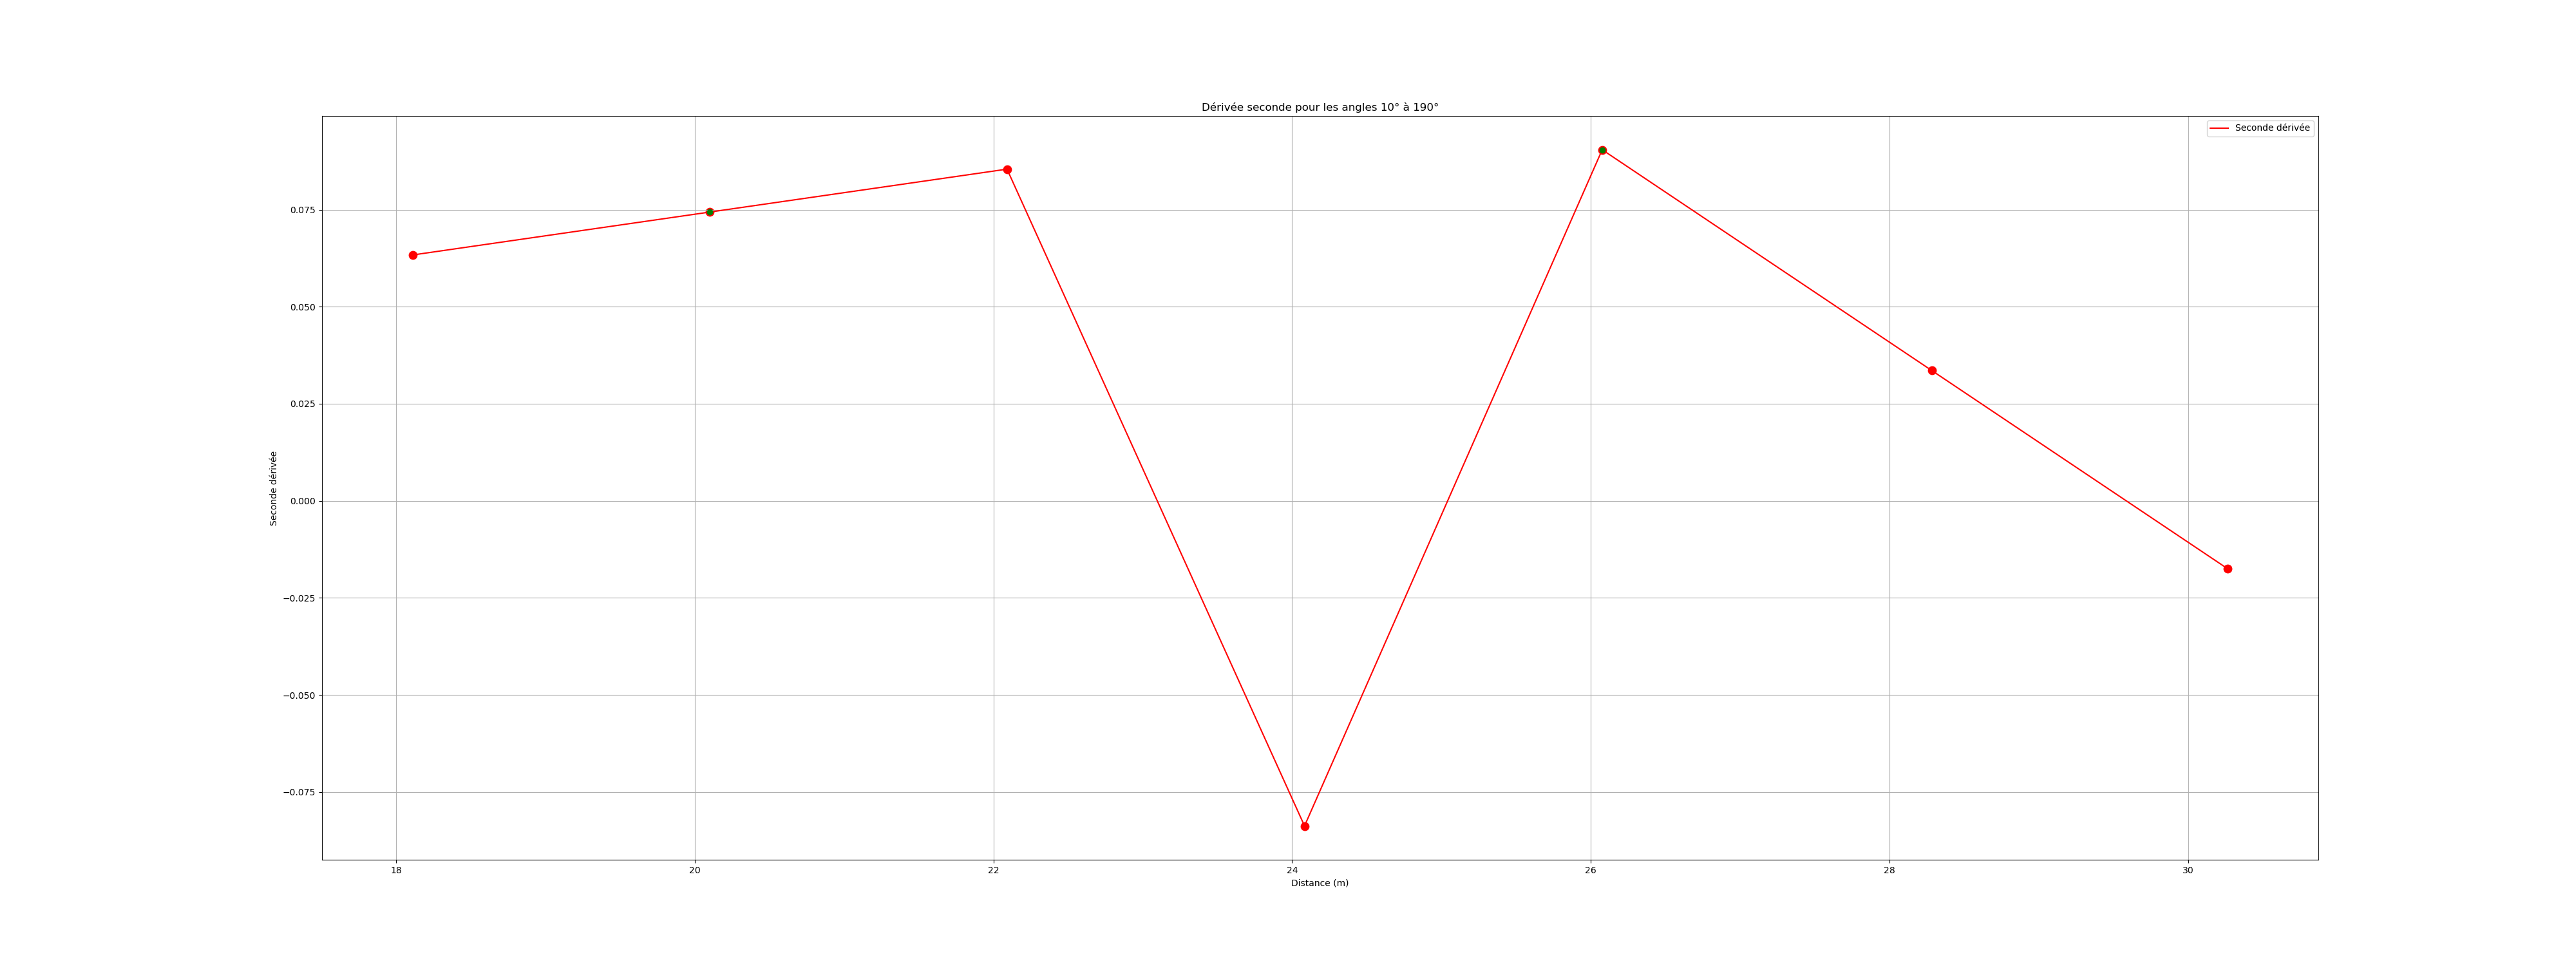 Dérivée seconde pour les angles 10° à 190°
Seconde dérivée
0.075
0.050
0.025
0.000
−0.025
−0.050
−0.075
Seconde dérivée
18 20 22 24 26 28 30
Distance (m)